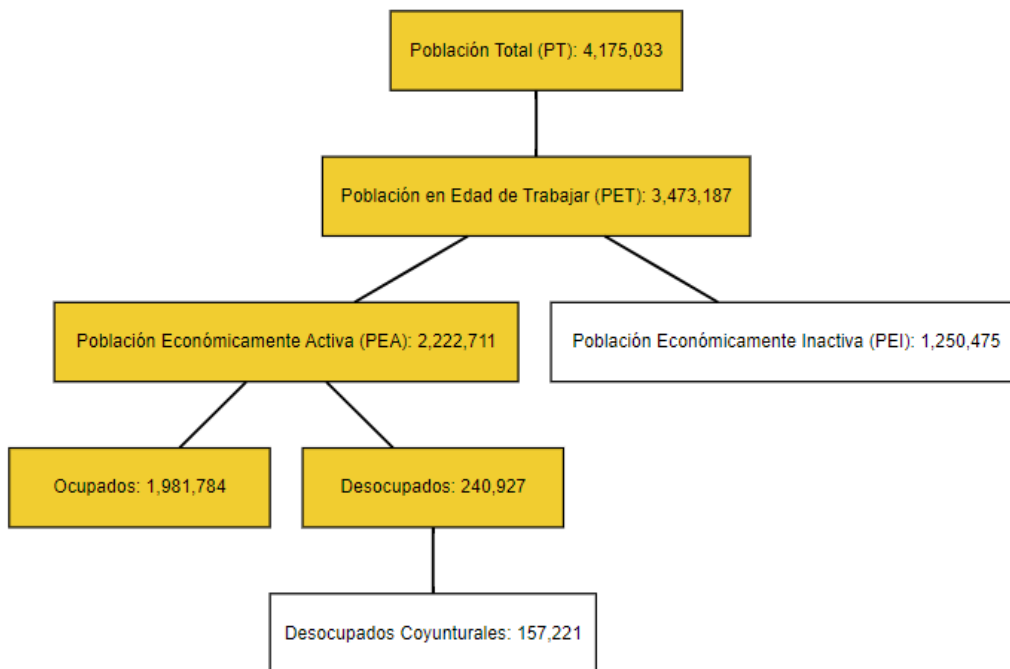 Población Total (PT): 4,175,033
Población en Edad de Trabajar (PET): 3,473,187
Población Económicamente Activa (PEA): 2,222,711
Población Económicamente Inactiva (PEI): 1,250,475
Ocupados: 1,981,784
Desocupados: 240,927
Desocupados Coyunturales: 157,221